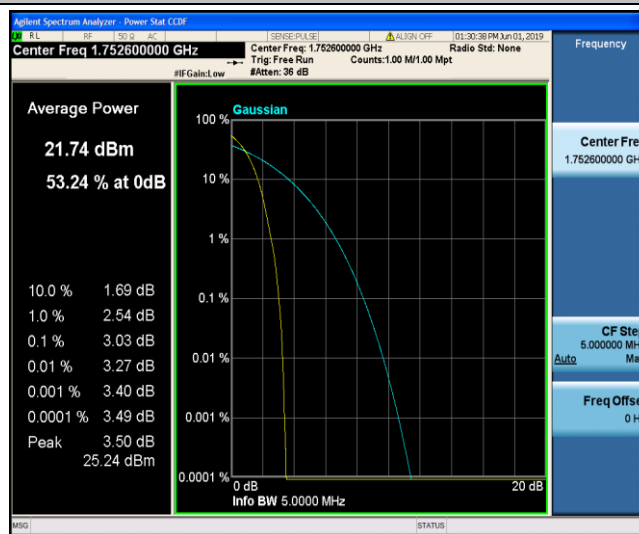 Agilent Spectrum Analyzer - Power Stat CCDF
RL RF 50 Ω AC SENSE:PULSE ALIGN OFF 01:30:38 PM Jun 01, 2019
Center Freq 1.752600000 GHz
Center Freq: 1.752600000 GHz Radio Std: None
Trig: Free Run Counts:1.00 M/1.00 Mpt
#IFGain:Low #Atten: 36 dB
Frequency
Average Power
21.74 dBm
53.24 % at 0dB
10.0 % 1.69 dB
1.0 % 2.54 dB
0.1 % 3.03 dB
0.01 % 3.27 dB
0.001 % 3.40 dB
0.0001 % 3.49 dB
Peak 3.50 dB
25.24 dBm
Gaussian
100 %
10 %
1 %
0.1 %
0.01 %
0.001 %
0.0001 %
0 dB 20 dB
Info BW 5.0000 MHz
Center Fre
1.752600000 GH
CF Ste
5.000000 MH
Auto Ma
Freq Offse
0 H
MSG STATUS